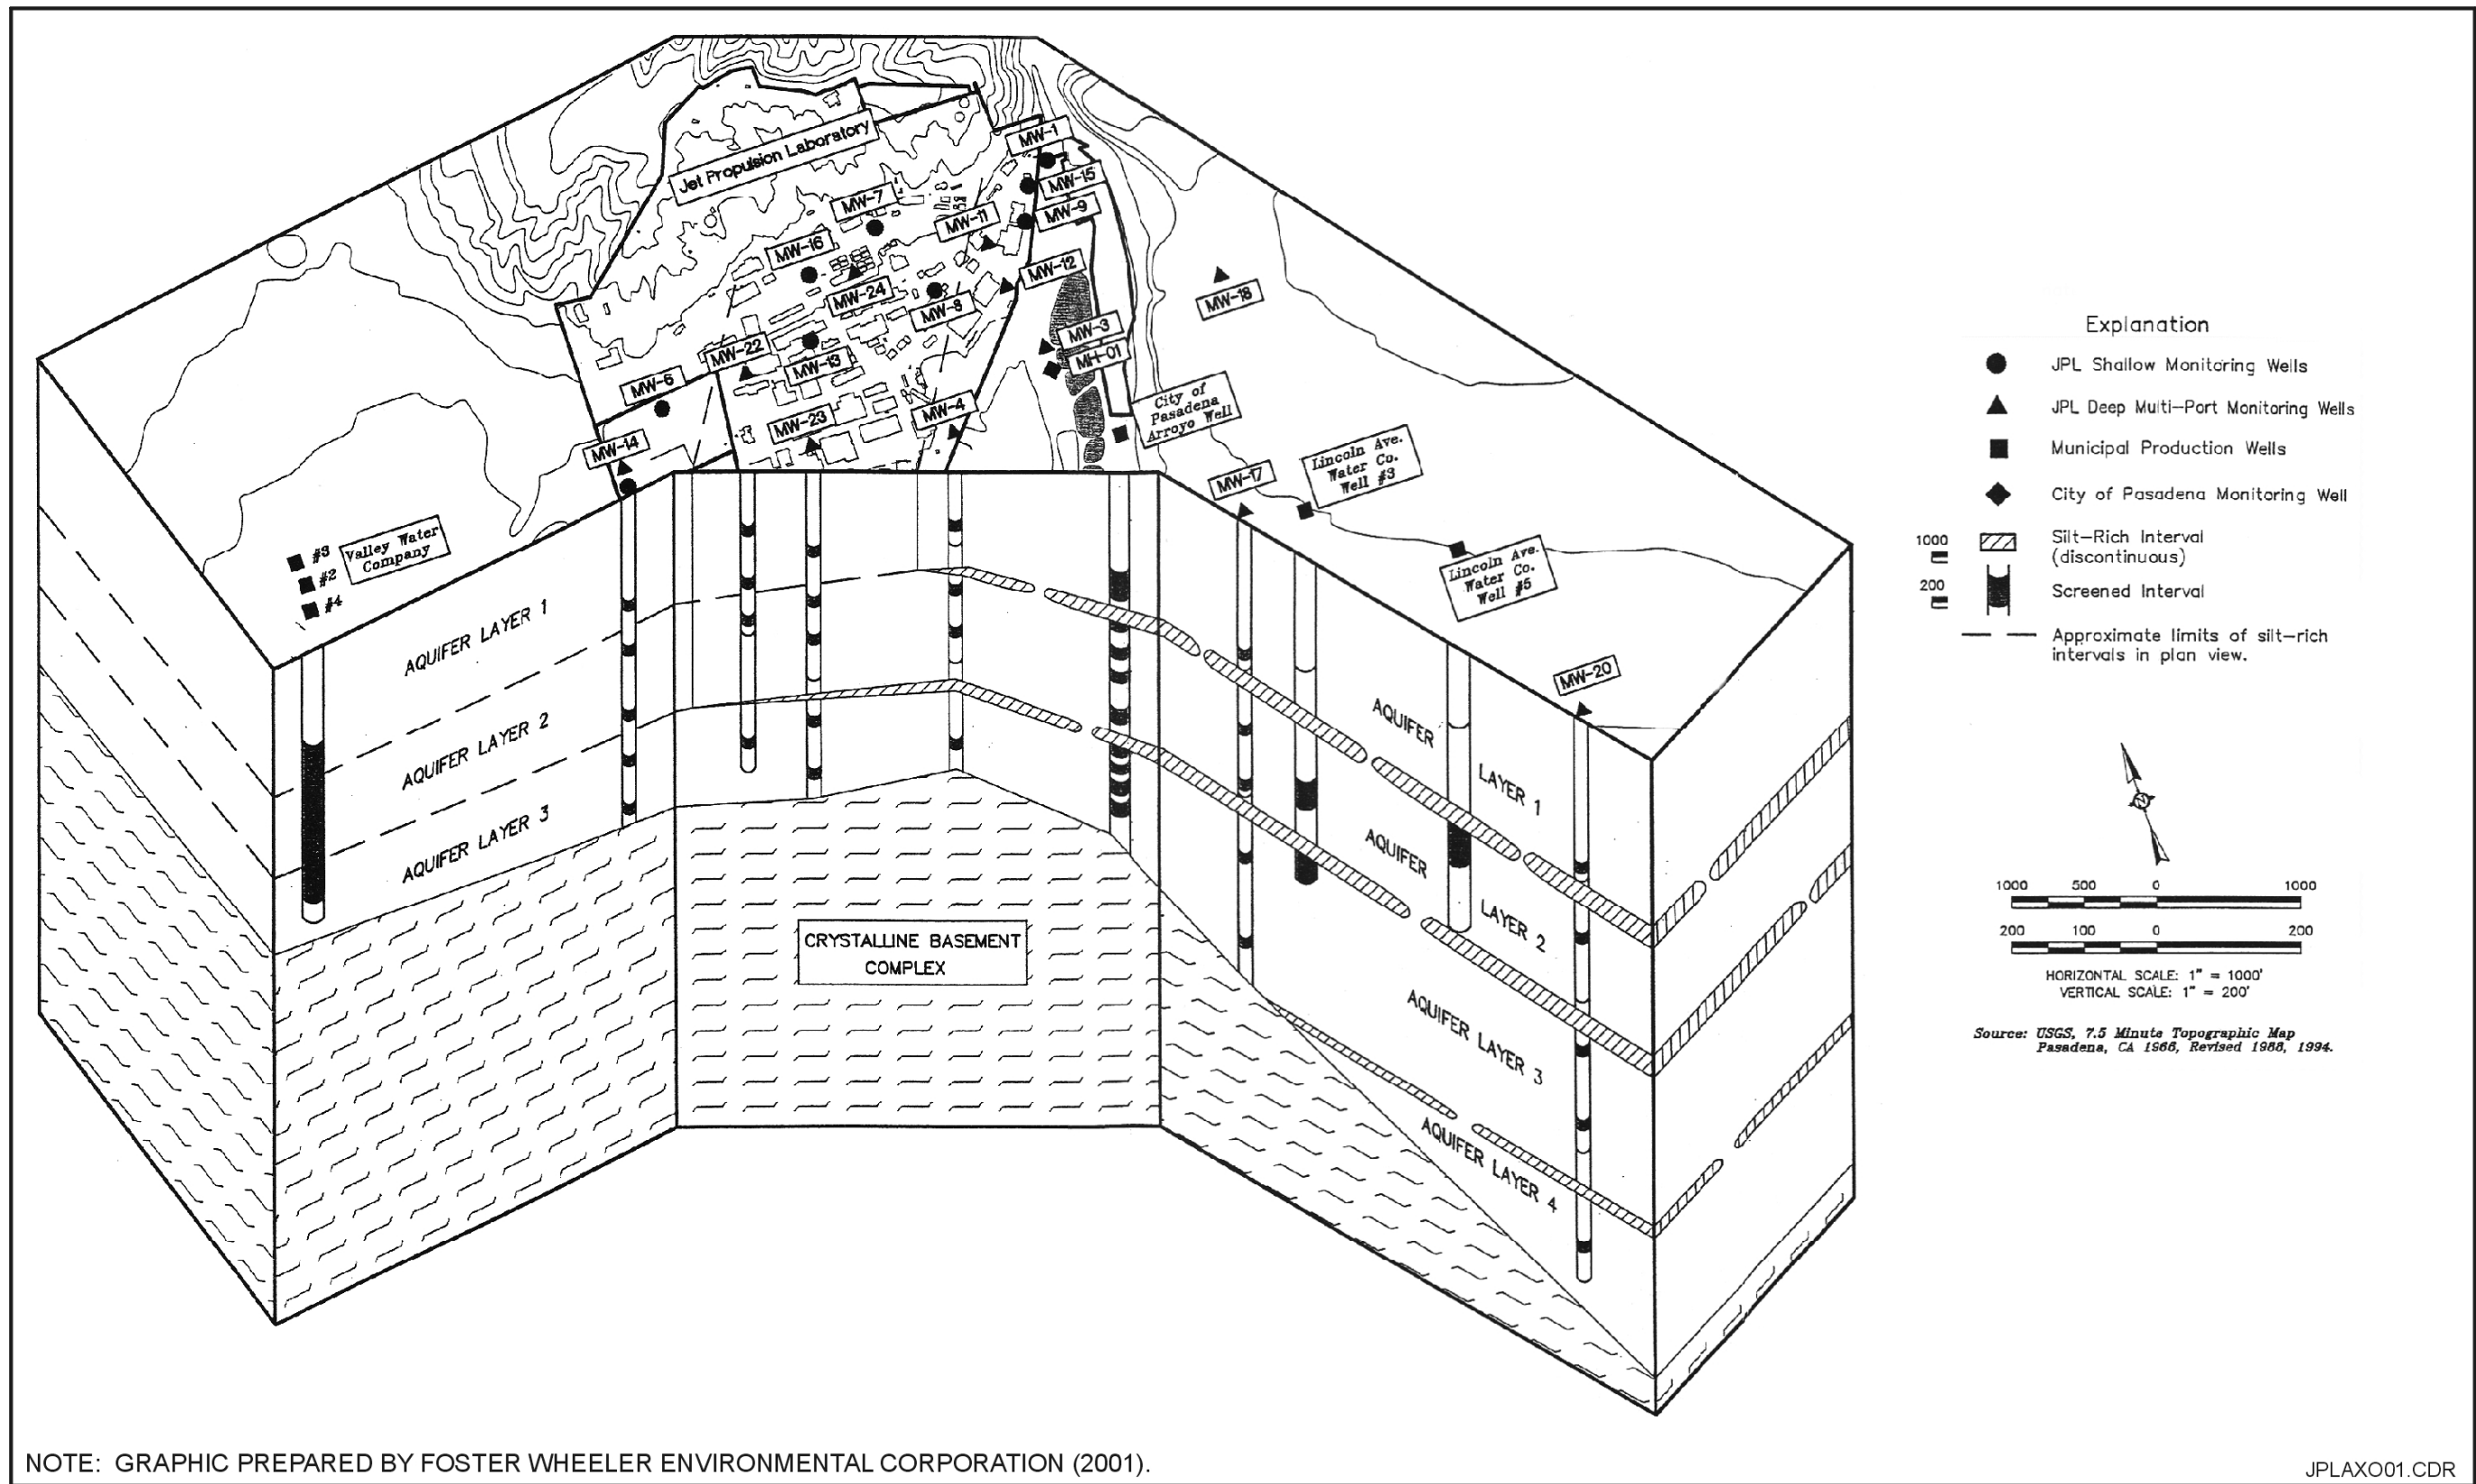 Jet Propulsion Laboratory
MW-1
MW-15
MW-7
MW-9
MW-11
MW-16
MW-12
MW-24
MW-18
MW-8
MW-3
MW-22
MH-01
MW-13
MW-6
City of
Pasadena
Arroyo Well
MW-4
MW-23
MW-14
Lincoln Ave.
Water Co.
Well #3
MW-17
#3
#2
#4
Valley Water
Company
Lincoln Ave.
Water Co.
Well #5
MW-20
AQUIFER LAYER 1
AQUIFER LAYER 2
AQUIFER LAYER 3
AQUIFER
LAYER 1
AQUIFER
LAYER 2
AQUIFER LAYER 3
AQUIFER LAYER 4
CRYSTALLINE BASEMENT
COMPLEX
Explanation
JPL Shallow Monitoring Wells
JPL Deep Multi-Port Monitoring Wells
Municipal Production Wells
City of Pasadena Monitoring Well
1000
Silt-Rich Interval
(discontinuous)
200
Screened Interval
Approximate limits of silt-rich
intervals in plan view.
1000 500 0 1000
200 100 0 200
HORIZONTAL SCALE: 1" = 1000'
VERTICAL SCALE: 1" = 200'
Source: USGS, 7.5 Minute Topographic Map
Pasadena, CA 1966, Revised 1988, 1994.
NOTE: GRAPHIC PREPARED BY FOSTER WHEELER ENVIRONMENTAL CORPORATION (2001).
JPLAXO01.CDR